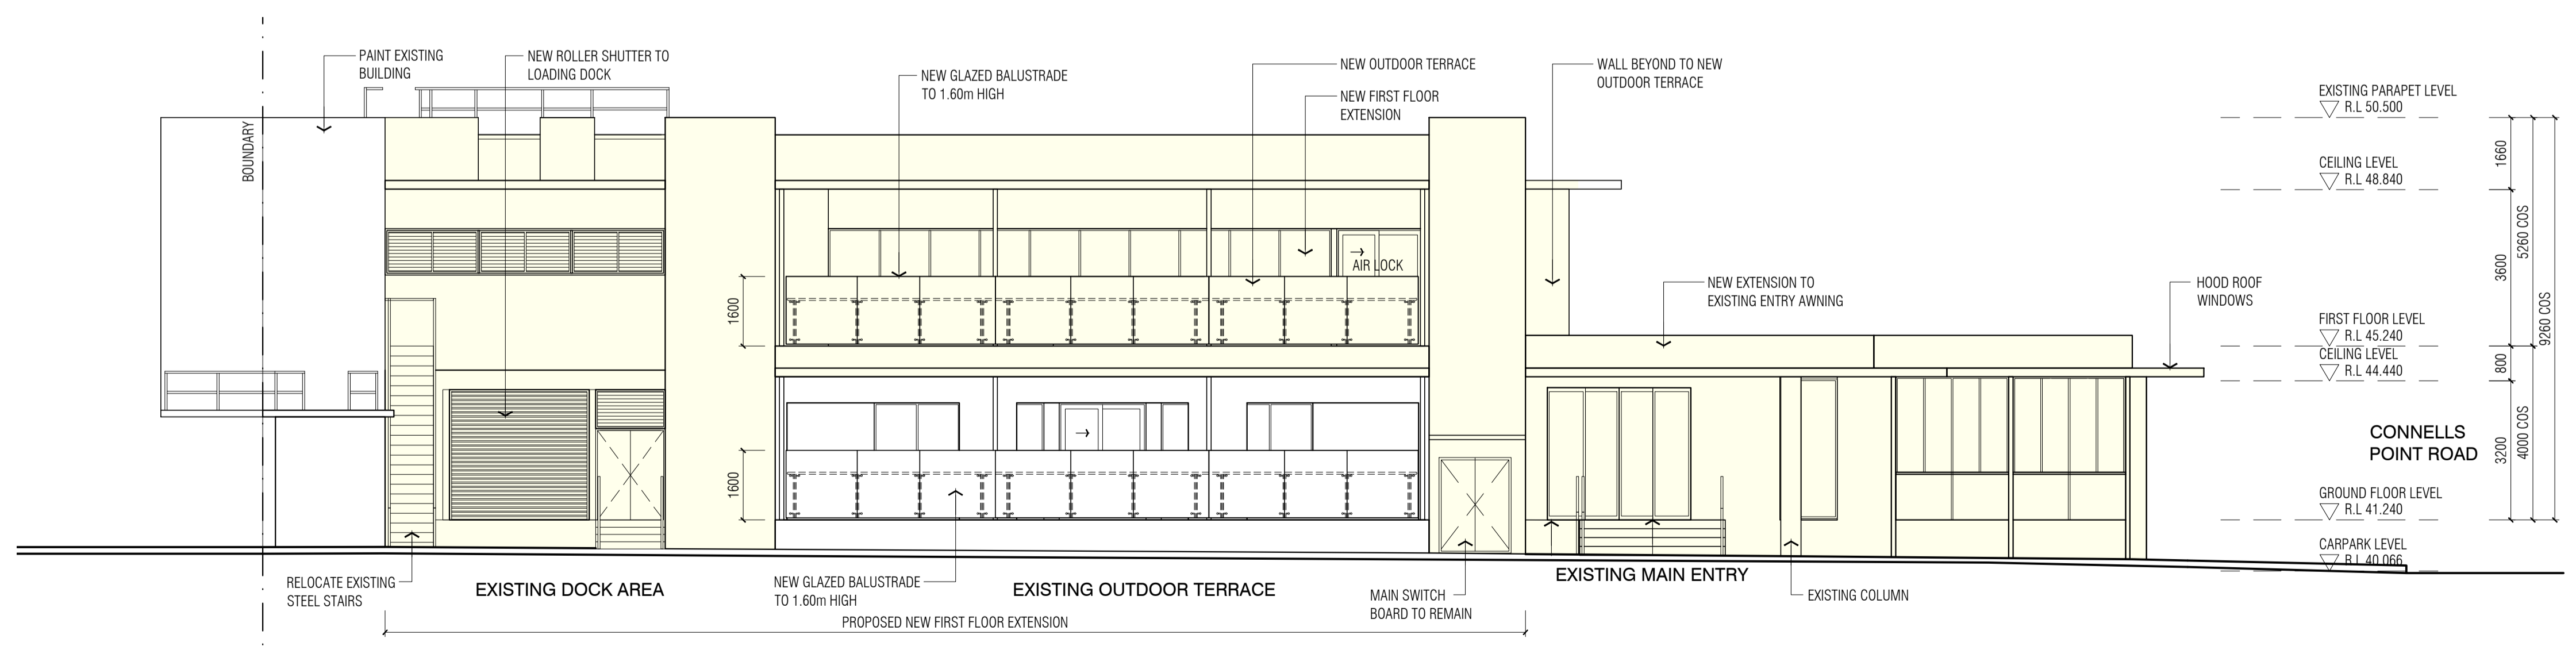 PAINT EXISTING
BUILDING
NEW ROLLER SHUTTER TO
LOADING DOCK
NEW GLAZED BALUSTRADE
TO 1.60m HIGH
NEW OUTDOOR TERRACE
NEW FIRST FLOOR
EXTENSION
WALL BEYOND TO NEW
OUTDOOR TERRACE
EXISTING PARAPET LEVEL
R.L 50.500
CEILING LEVEL
R.L 48.840
FIRST FLOOR LEVEL
R.L 45.240
CEILING LEVEL
R.L 44.440
GROUND FLOOR LEVEL
R.L 41.240
CARPARK LEVEL
R.L 40.066
1660
3600
800
3200
5260 COS
4000 COS
9260 COS
BOUNDARY
AIR LOCK
1600
1600
NEW EXTENSION TO
EXISTING ENTRY AWNING
HOOD ROOF
WINDOWS
CONNELLS
POINT ROAD
RELOCATE EXISTING
STEEL STAIRS
EXISTING DOCK AREA
NEW GLAZED BALUSTRADE
TO 1.60m HIGH
EXISTING OUTDOOR TERRACE
MAIN SWITCH
BOARD TO REMAIN
EXISTING MAIN ENTRY
EXISTING COLUMN
PROPOSED NEW FIRST FLOOR EXTENSION